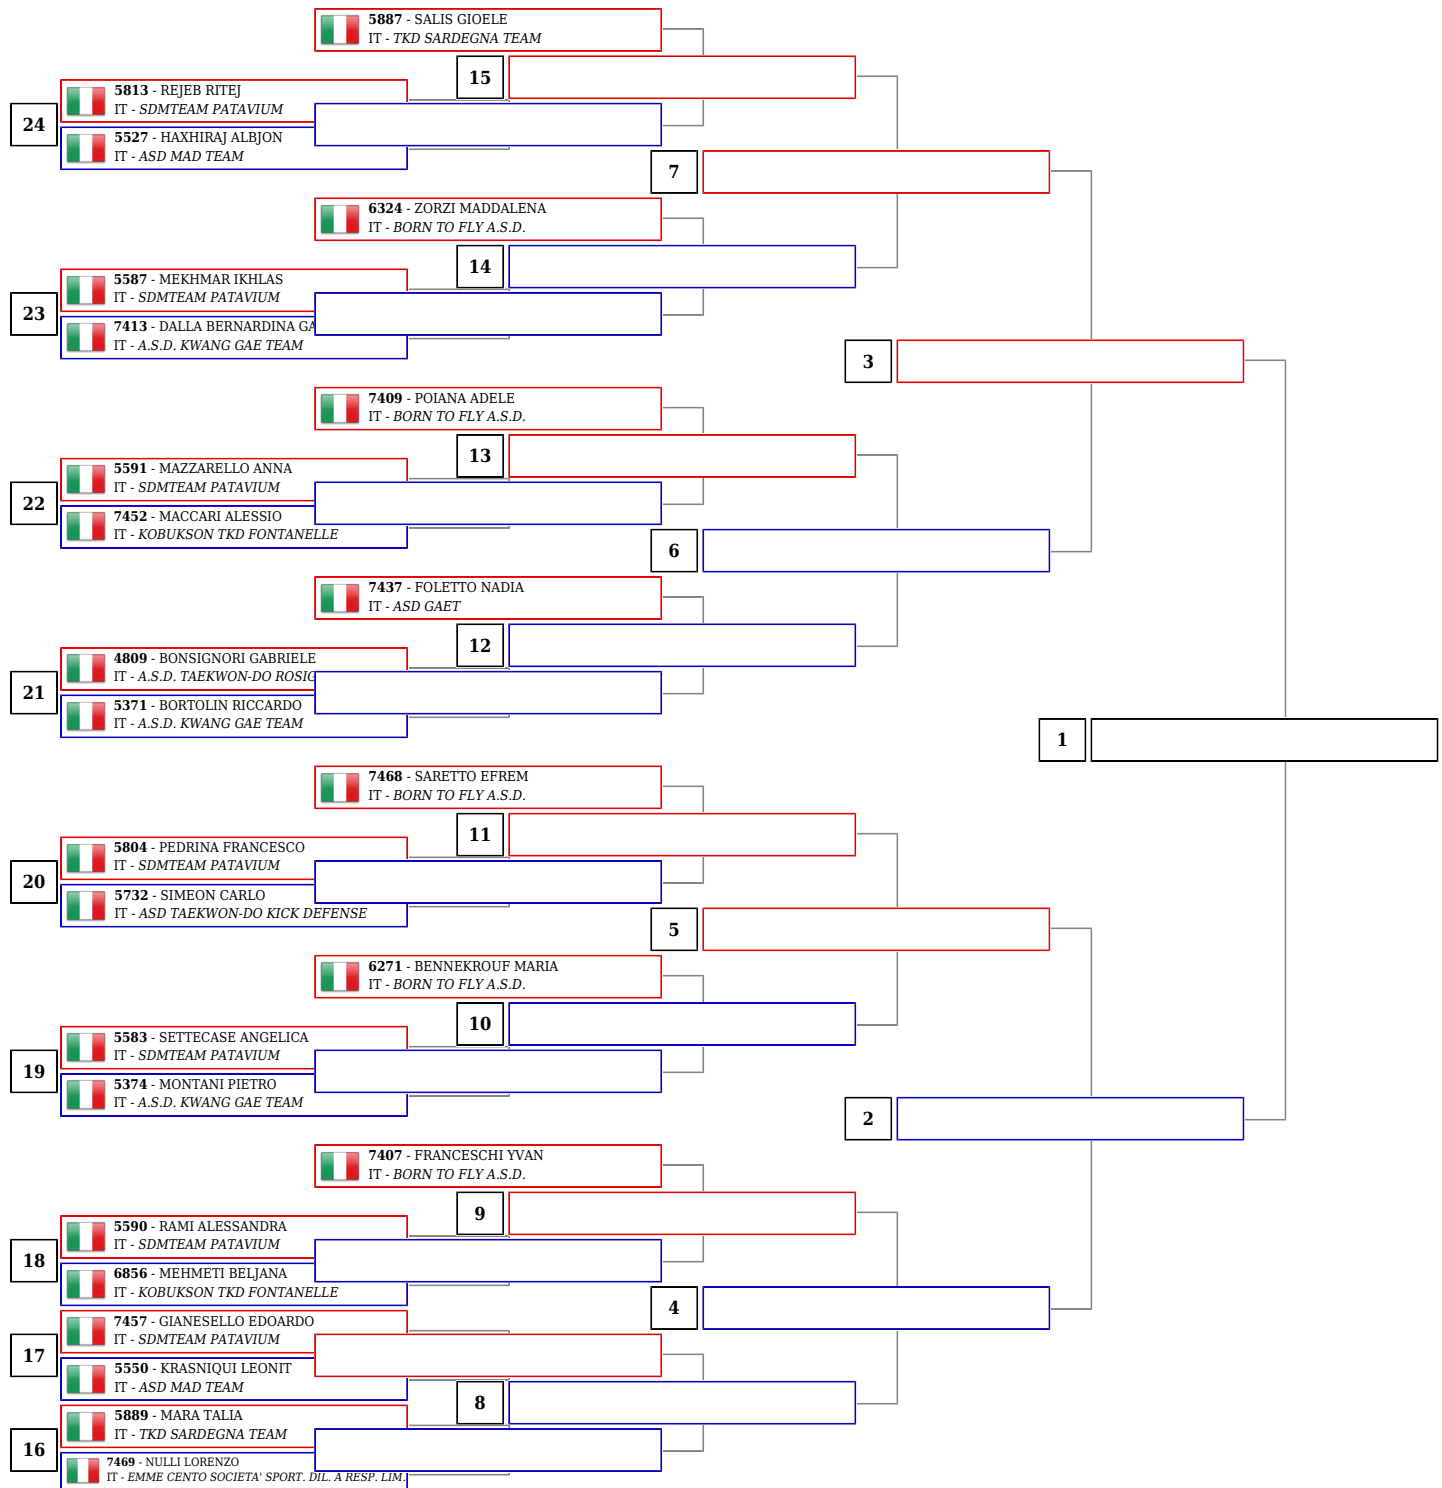 5887 - SALIS GIOELE
IT - TKD SARDEGNA TEAM
15
5813 - REJEB RITEJ
IT - SDMTEAM PATAVIUM
24
5527 - HAXHIRAJ ALBJON
IT - ASD MAD TEAM
7
6324 - ZORZI MADDALENA
IT - BORN TO FLY A.S.D.
14
5587 - MEKHMAR IKHLAS
IT - SDMTEAM PATAVIUM
23
7413 - DALLA BERNARDINA GA
IT - A.S.D. KWANG GAE TEAM
3
7409 - POIANA ADELE
IT - BORN TO FLY A.S.D.
13
5591 - MAZZARELLO ANNA
IT - SDMTEAM PATAVIUM
22
7452 - MACCARI ALESSIO
IT - KOBUKSON TKD FONTANELLE
6
7437 - FOLETTO NADIA
IT - ASD GAET
12
4809 - BONSIGNORI GABRIELE
IT - A.S.D. TAEKWON-DO ROSIG
21
5371 - BORTOLIN RICCARDO
IT - A.S.D. KWANG GAE TEAM
1
7468 - SARETTO EFREM
IT - BORN TO FLY A.S.D.
11
5804 - PEDRINA FRANCESCO
IT - SDMTEAM PATAVIUM
20
5732 - SIMEON CARLO
IT - ASD TAEKWON-DO KICK DEFENSE
5
6271 - BENNEKROUF MARIA
IT - BORN TO FLY A.S.D.
10
5583 - SETTECASE ANGELICA
IT - SDMTEAM PATAVIUM
19
5374 - MONTANI PIETRO
IT - A.S.D. KWANG GAE TEAM
2
7407 - FRANCESCHI YVAN
IT - BORN TO FLY A.S.D.
9
5590 - RAMI ALESSANDRA
IT - SDMTEAM PATAVIUM
18
6856 - MEHMETI BELJANA
IT - KOBUKSON TKD FONTANELLE
4
7457 - GIANESELLO EDOARDO
IT - SDMTEAM PATAVIUM
17
5550 - KRASNIQUI LEONIT
IT - ASD MAD TEAM
8
5889 - MARA TALIA
IT - TKD SARDEGNA TEAM
16
7469 - NULLI LORENZO
IT - EMME CENTO SOCIETA' SPORT. DIL. A RESP. LIM.